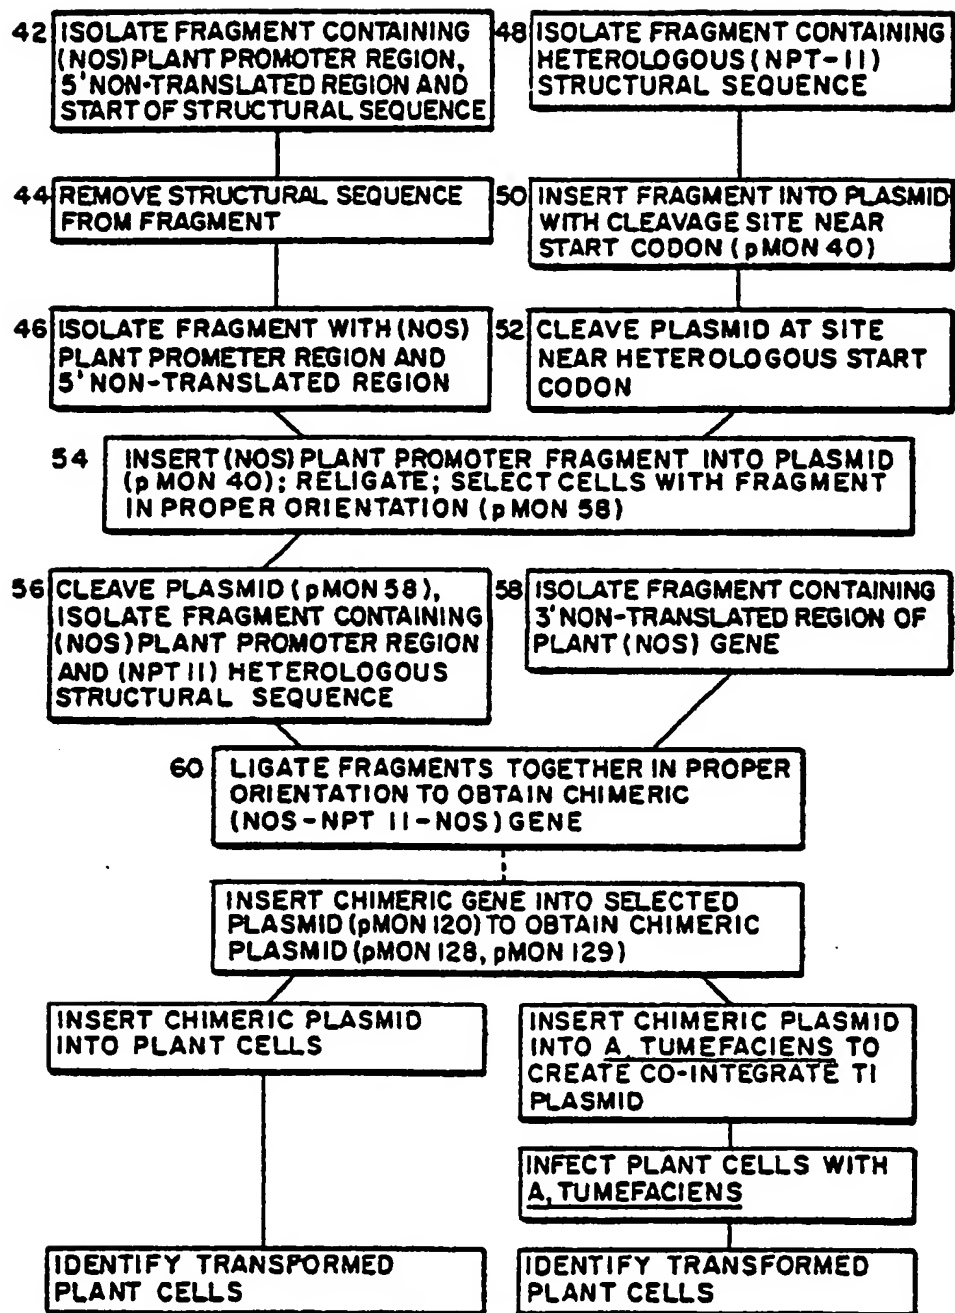 42 ISOLATE FRAGMENT CONTAINING
(NOS) PLANT PROMOTER REGION,
5' NON-TRANSLATED REGION AND
START OF STRUCTURAL SEQUENCE
48 ISOLATE FRAGMENT CONTAINING
HETEROLOGOUS (NPT-II)
STRUCTURAL SEQUENCE
44 REMOVE STRUCTURAL SEQUENCE
FROM FRAGMENT
50 INSERT FRAGMENT INTO PLASMID
WITH CLEAVAGE SITE NEAR
START CODON (pMON 40)
46 ISOLATE FRAGMENT WITH (NOS)
PLANT PROMETER REGION AND
5' NON-TRANSLATED REGION
52 CLEAVE PLASMID AT SITE
NEAR HETEROLOGOUS START
CODON
54 INSERT (NOS) PLANT PROMOTER FRAGMENT INTO PLASMID
(pMON 40); RELIGATE; SELECT CELLS WITH FRAGMENT
IN PROPER ORIENTATION (pMON 58)
56 CLEAVE PLASMID (pMON 58),
ISOLATE FRAGMENT CONTAINING
(NOS) PLANT PROMOTER REGION
AND (NPT II) HETEROLOGOUS
STRUCTURAL SEQUENCE
58 ISOLATE FRAGMENT CONTAINING
3' NON-TRANSLATED REGION OF
PLANT (NOS) GENE
60 LIGATE FRAGMENTS TOGETHER IN PROPER
ORIENTATION TO OBTAIN CHIMERIC
(NOS-NPT II-NOS) GENE
INSERT CHIMERIC GENE INTO SELECTED
PLASMID (pMON 120) TO OBTAIN CHIMERIC
PLASMID (pMON 128, pMON 129)
INSERT CHIMERIC PLASMID
INTO PLANT CELLS
INSERT CHIMERIC PLASMID
INTO A. TUMEFACIENS TO
CREATE CO-INTEGRATE TI
PLASMID
INFECT PLANT CELLS WITH
A. TUMEFACIENS
IDENTIFY TRANSFORMED
PLANT CELLS
IDENTIFY TRANSFORMED
PLANT CELLS